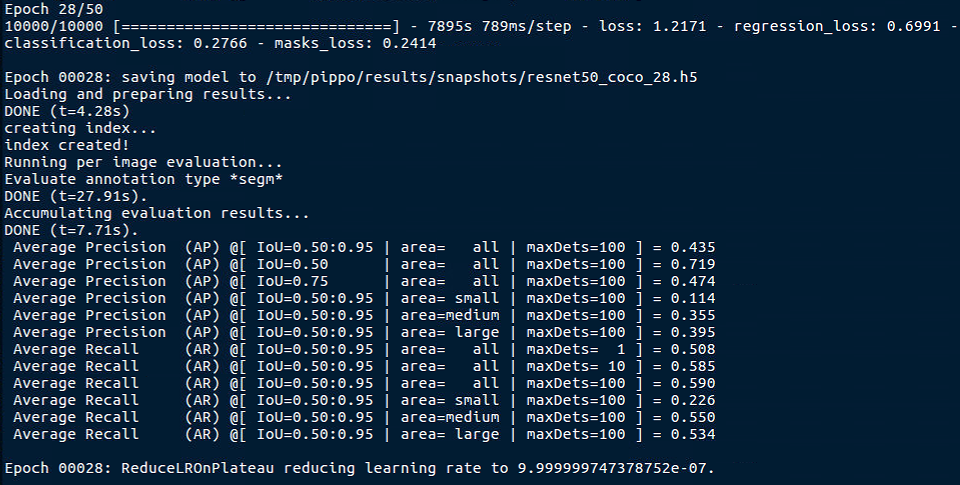 Epoch 28/50
10000/10000 [==============================] - 7895s 789ms/step - loss: 1.2171 - regression_loss: 0.6991 -
classification_loss: 0.2766 - masks_loss: 0.2414
Epoch 00028: saving model to /tmp/pippo/results/snapshots/resnet50_coco_28.h5
Loading and preparing results...
DONE (t=4.28s)
creating index...
index created!
Running per image evaluation...
Evaluate annotation type *segm*
DONE (t=27.91s).
Accumulating evaluation results...
DONE (t=7.71s).
 Average Precision  (AP) @[ IoU=0.50:0.95 | area=   all | maxDets=100 ] = 0.435
 Average Precision  (AP) @[ IoU=0.50      | area=   all | maxDets=100 ] = 0.719
 Average Precision  (AP) @[ IoU=0.75      | area=   all | maxDets=100 ] = 0.474
 Average Precision  (AP) @[ IoU=0.50:0.95 | area= small | maxDets=100 ] = 0.114
 Average Precision  (AP) @[ IoU=0.50:0.95 | area=medium | maxDets=100 ] = 0.355
 Average Precision  (AP) @[ IoU=0.50:0.95 | area= large | maxDets=100 ] = 0.395
 Average Recall     (AR) @[ IoU=0.50:0.95 | area=   all | maxDets=  1 ] = 0.508
 Average Recall     (AR) @[ IoU=0.50:0.95 | area=   all | maxDets= 10 ] = 0.585
 Average Recall     (AR) @[ IoU=0.50:0.95 | area=   all | maxDets=100 ] = 0.590
 Average Recall     (AR) @[ IoU=0.50:0.95 | area= small | maxDets=100 ] = 0.226
 Average Recall     (AR) @[ IoU=0.50:0.95 | area=medium | maxDets=100 ] = 0.550
 Average Recall     (AR) @[ IoU=0.50:0.95 | area= large | maxDets=100 ] = 0.534
Epoch 00028: ReduceLROnPlateau reducing learning rate to 9.999999747378752e-07.